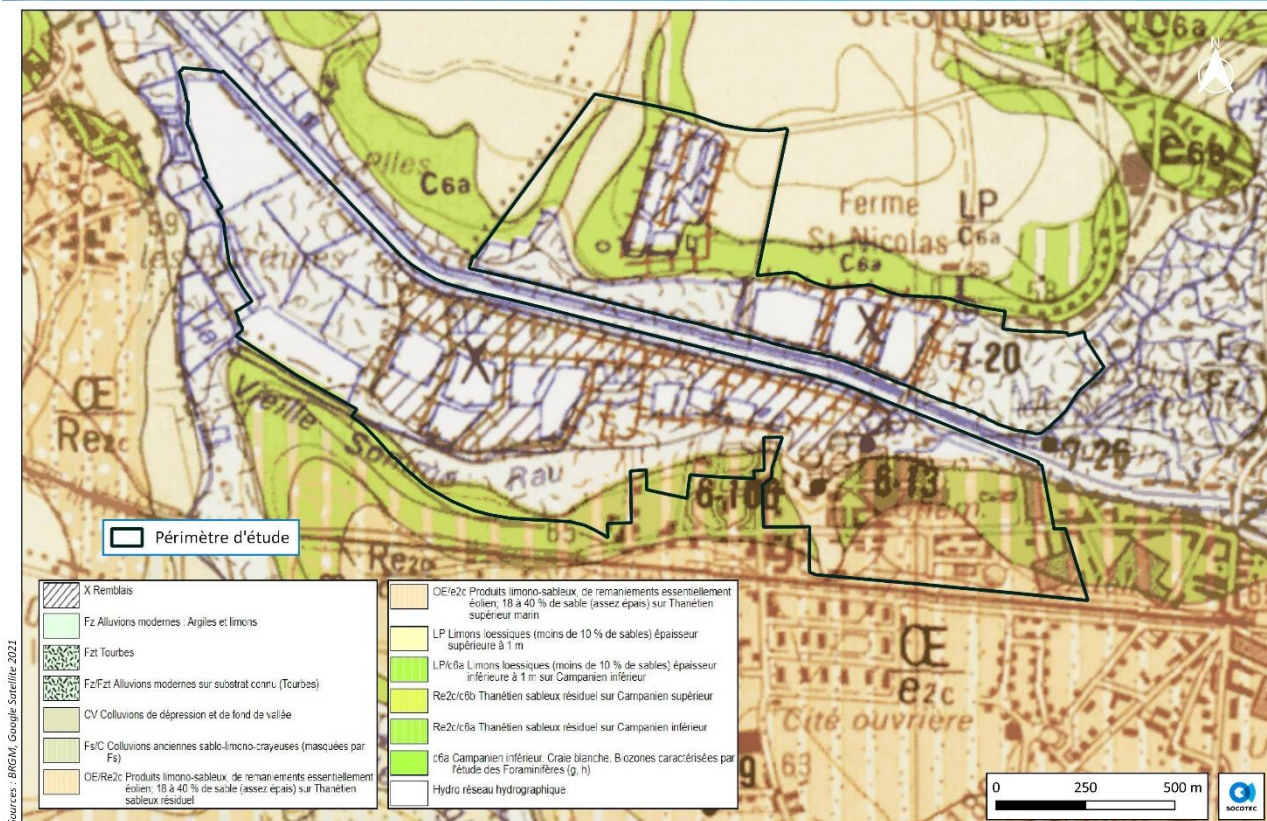 St-Sulpice
C6a
N
Piles
C6a
C6b
Ferme
LP
St-Nicolas
C6a
C6a
59
58
X
X
7-20
Fz
Fz
Œ
Re2c
Vieille
Somme
Rau
7-26
6-106
8-13
65
Re2c
Périmètre d'étude
X Remblais
Fz Alluvions modernes : Argiles et limons
Fzt Tourbes
Fz/Fzt Alluvions modernes sur substrat connu (Tourbes)
CV Colluvions de dépression et de fond de vallée
Fs/C Colluvions anciennes sablo-limono-crayeuses (masquées par
Fs)
OE/Re2c Produits limono-sableux, de remaniements essentiellement
éolien; 18 à 40 % de sable (assez épais) sur Thanétien
sableux résiduel
OE/e2c Produits limono-sableux, de remaniements essentiellement
éolien; 18 à 40 % de sable (assez épais) sur Thanétien
supérieur marin
LP Limons loessiques (moins de 10 % de sables) épaisseur
supérieure à 1 m
LP/c6a Limons loessiques (moins de 10 % de sables) épaisseur
inférieure à 1 m sur Campanien inférieur
Re2c/c6b Thanétien sableux résiduel sur Campanien supérieur
Re2c/c6a Thanétien sableux résiduel sur Campanien inférieur
c6a Campanien inférieur. Craie blanche. Biozones caractérisées par
l'étude des Foraminifères (g, h)
Hydro réseau hydrographique
Œ
e2c
Cité ouvrière
63
0 250 500 m
SOCOTEC
Sources : BRGM, Google Satellite 2021